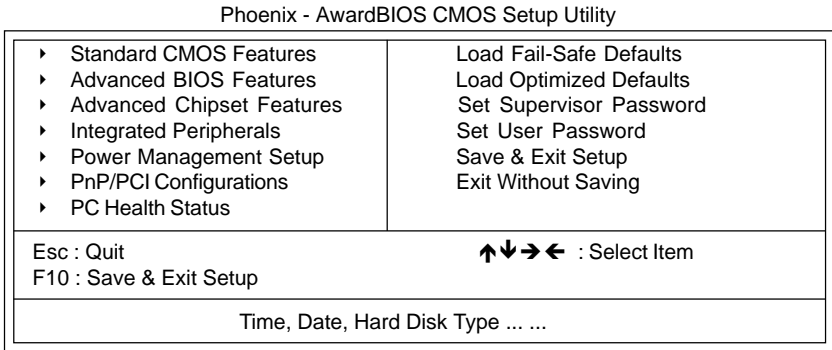 Phoenix - AwardBIOS CMOS Setup Utility
‣ Standard CMOS Features
‣ Advanced BIOS Features
‣ Advanced Chipset Features
‣ Integrated Peripherals
‣ Power Management Setup
‣ PnP/PCI Configurations
‣ PC Health Status
Load Fail-Safe Defaults
Load Optimized Defaults
Set Supervisor Password
Set User Password
Save & Exit Setup
Exit Without Saving
Esc : Quit
F10 : Save & Exit Setup
↑↓→← : Select Item
Time, Date, Hard Disk Type ... ...